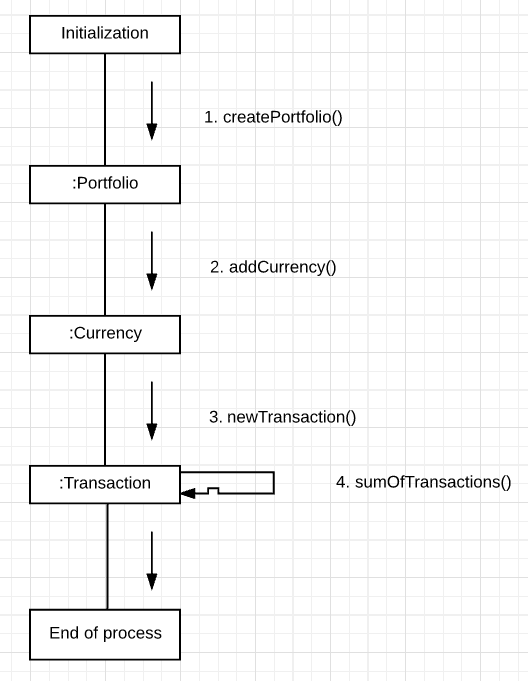 Initialization
1. createPortfolio()
:Portfolio
2. addCurrency()
:Currency
3. newTransaction()
:Transaction
4. sumOfTransactions()
End of process